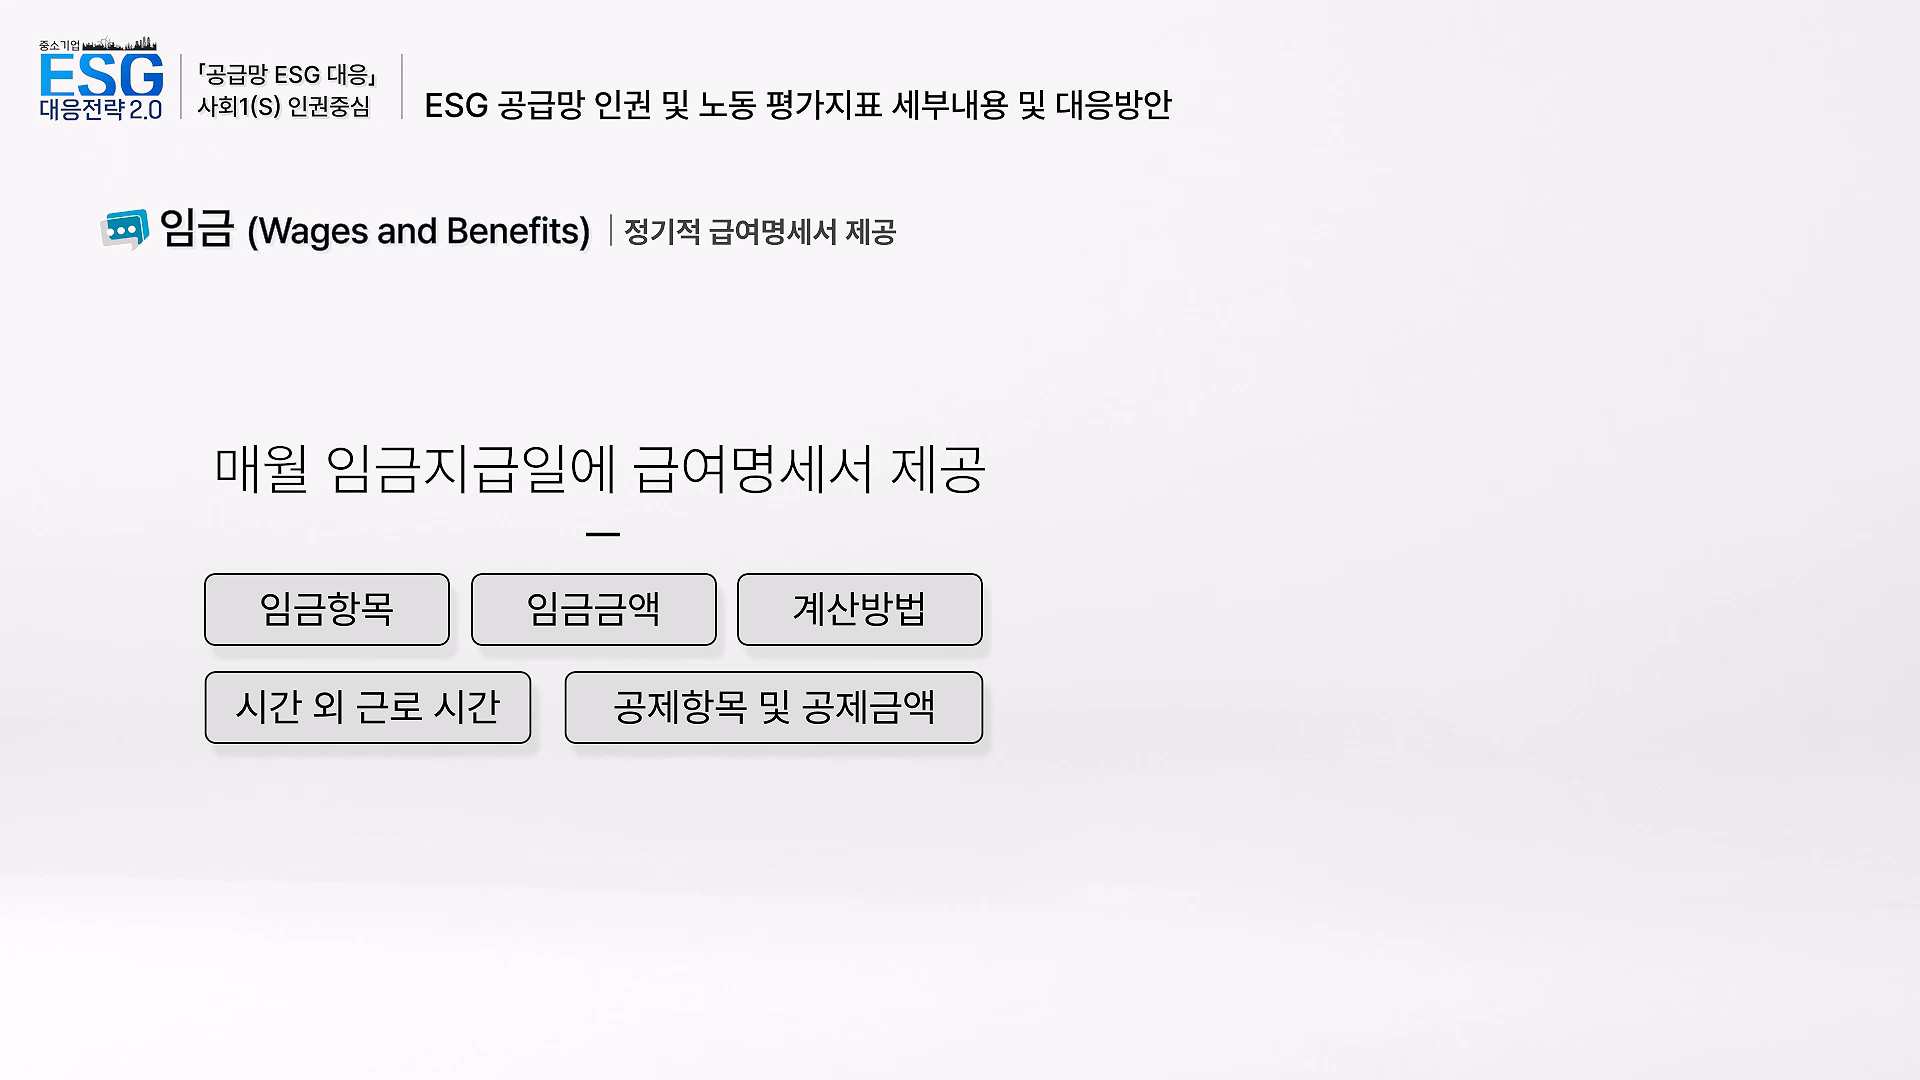 중소기업
ESG
대응전략 2.0
「공급망 ESG 대응」
사회1(S) 인권중심
ESG 공급망 인권 및 노동 평가지표 세부내용 및 대응방안
임금 (Wages and Benefits) 정기적 급여명세서 제공
매월 임금지급일에 급여명세서 제공
임금항목 임금금액 계산방법
시간 외 근로 시간 공제항목 및 공제금액